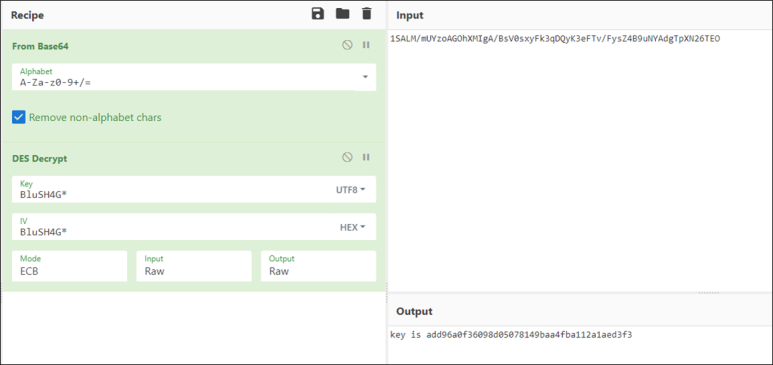 Recipe
From Base64
Alphabet
A-Za-z0-9+/=
Remove non-alphabet chars
DES Decrypt
Key
BluSH4G*
UTF8
IV
BluSH4G*
HEX
Mode
ECB
Input
Raw
Output
Raw
Input
1SALM/mUYzoAGOhXMIgA/BsV0sxyFk3qDQyK3eFTv/FysZ4B9uNYAdgTpXN26TEO
Output
key is add96a0f36098d05078149baa4fba112a1aed3f3